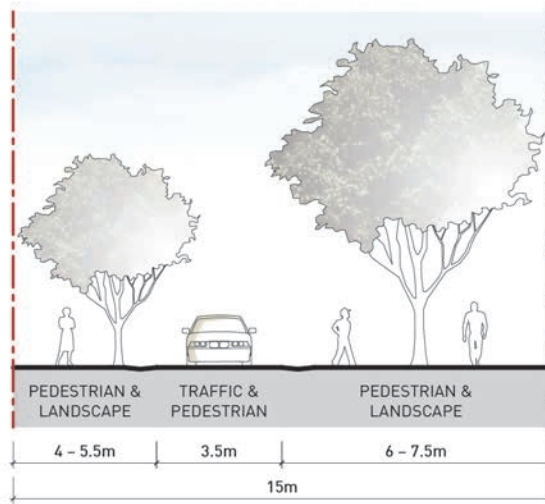 PEDESTRIAN &
LANDSCAPE
TRAFFIC &
PEDESTRIAN
PEDESTRIAN &
LANDSCAPE
4 – 5.5m
3.5m
6 – 7.5m
15m